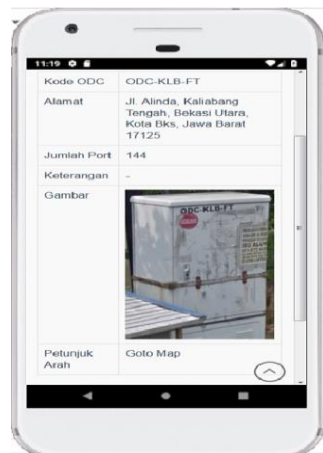 11:19
Kode ODC ODC-KLB-FT
Alamat Jl. Alinda, Kaliabang
Tengah, Bekasi Utara,
Kota Bks, Jawa Barat
17125
Jumlah Port 144
Keterangan -
Gambar
ODC-KLB-FT
Petunjuk Arah Goto Map